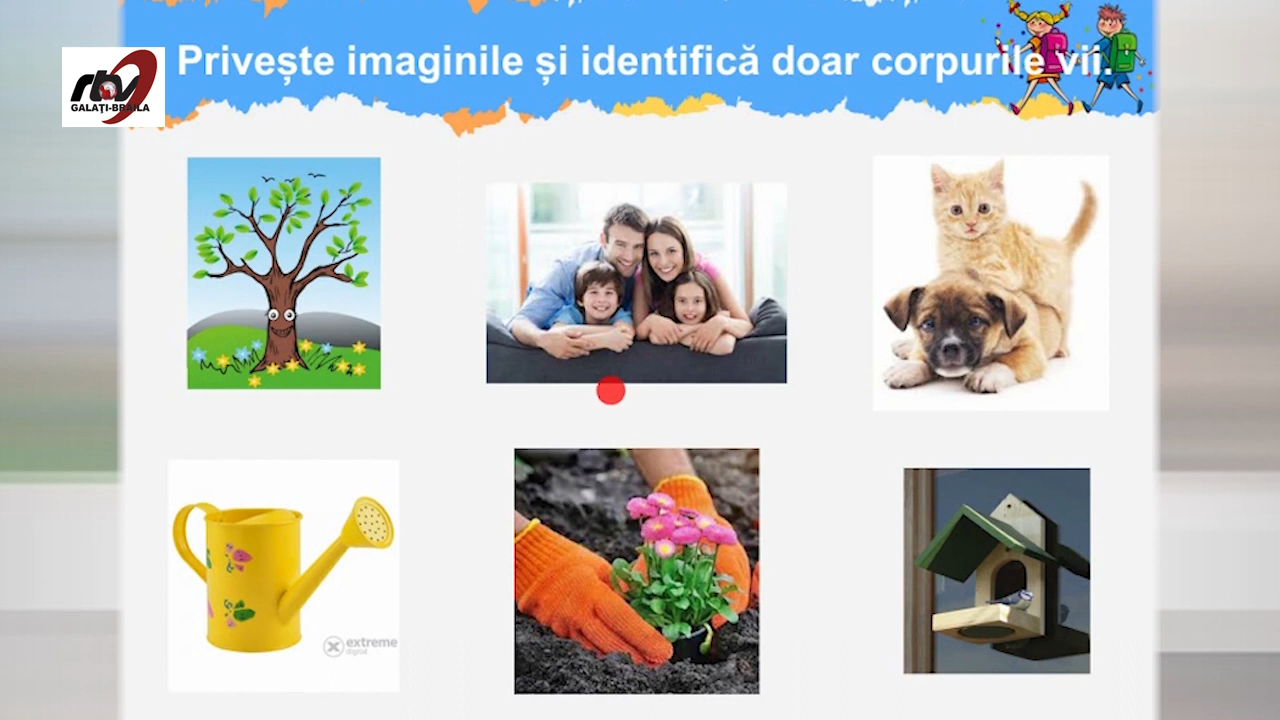 Privește imaginile și identifică doar corpurile vii.
rtv
GALAȚI-BRĂILA
extreme
digital